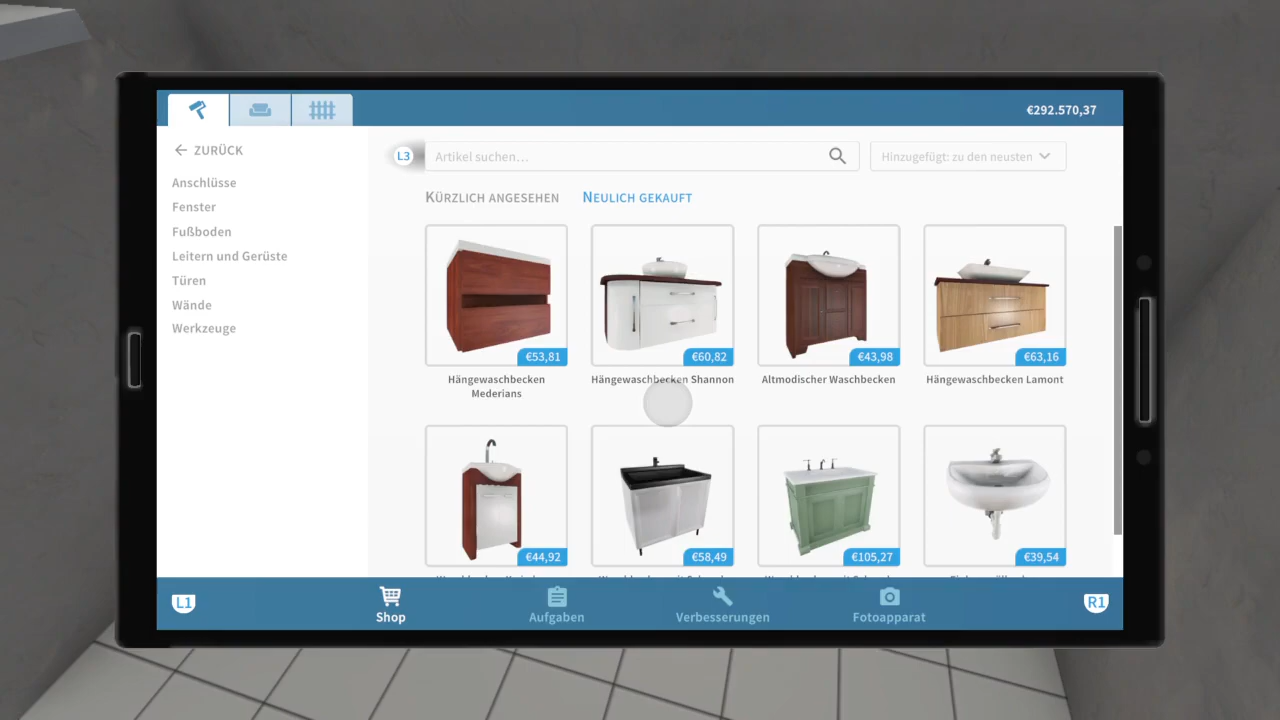 €292.570,37
ZURÜCK
Anschlüsse
Fenster
Fußboden
Leitern und Gerüste
Türen
Wände
Werkzeuge
L3
Artikel suchen...
Hinzugefügt: zu den neusten
KÜRZLICH ANGESEHEN
NEULICH GEKAUFT
€53,81
€60,82
€43,98
€63,16
Hängewaschbecken
Mederians
Hängewaschbecken Shannon
Altmodischer Waschbecken
Hängewaschbecken Lamont
€44,92
€58,49
€105,27
€39,54
L1
Shop
Aufgaben
Verbesserungen
Fotoapparat
R1